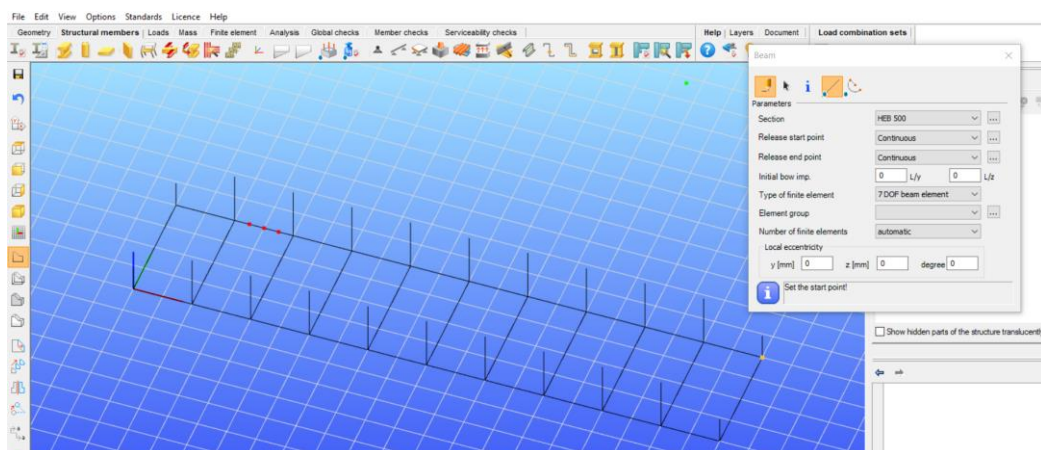 File Edit View Options Standards Licence Help
Geometry Structural members Loads Mass Finite element Analysis Global checks Member checks Serviceability checks Help Layers Document Load combination sets
Beam
Parameters
Section HEB 500 ...
Release start point Continuous ...
Release end point Continuous ...
Initial bow imp. 0 L/y 0 L/z
Type of finite element 7 DOF beam element
Element group ...
Number of finite elements automatic
Local eccentricity
y [mm] 0 z [mm] 0 degree 0
Set the start point!
Show hidden parts of the structure translucently